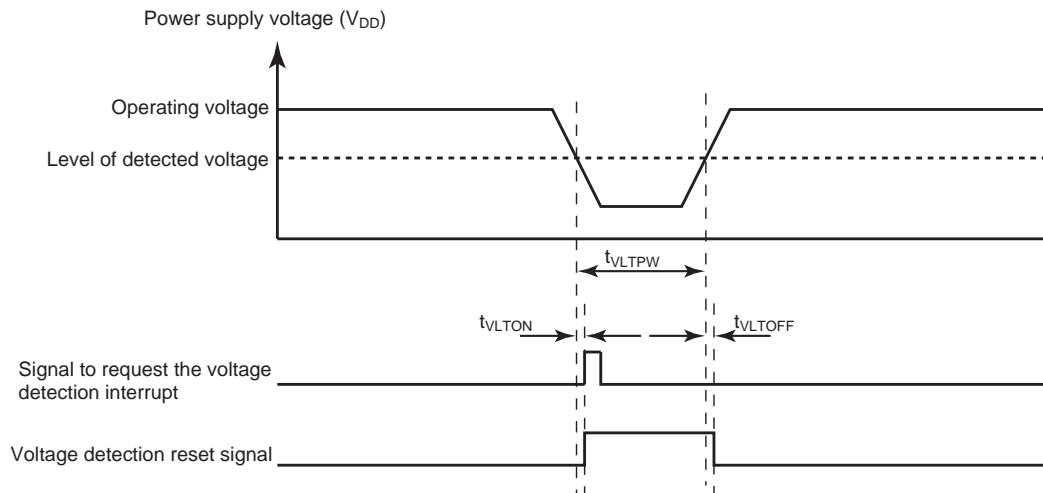 Power supply voltage (VDD)
Operating voltage
Level of detected voltage
tVLTPW
tVLTON
tVLTOFF
Signal to request the voltage
detection interrupt
Voltage detection reset signal